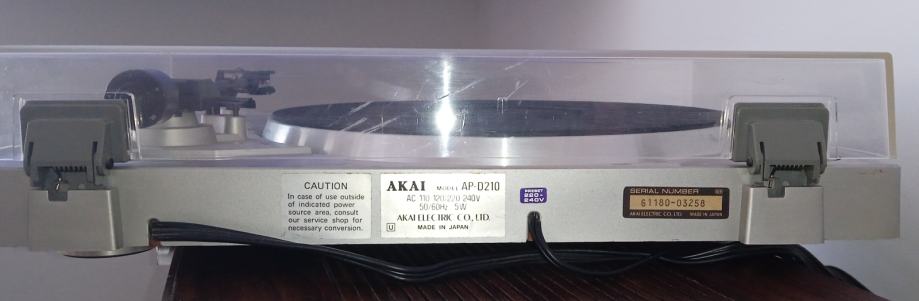 CAUTION
In case of use outside
of indicated power
source area, consult
our service shop for
necessary conversion.
AKAI MODEL AP-D210
AC 110 120-220 240V
50/60Hz 5W
AKAI ELECTRIC CO., LTD.
U MADE IN JAPAN
PRESET
220-
240V
SERIAL NUMBER
61180-03258
AKAI ELECTRIC CO. LTD. MADE IN JAPAN